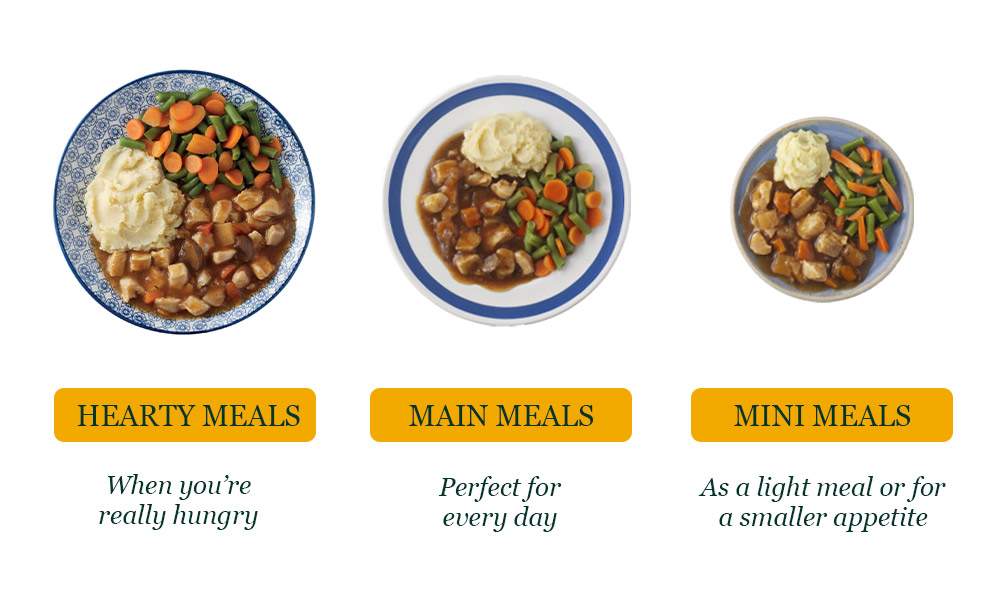 HEARTY MEALS
When you’re
really hungry
MAIN MEALS
Perfect for
every day
MINI MEALS
As a light meal or for
a smaller appetite